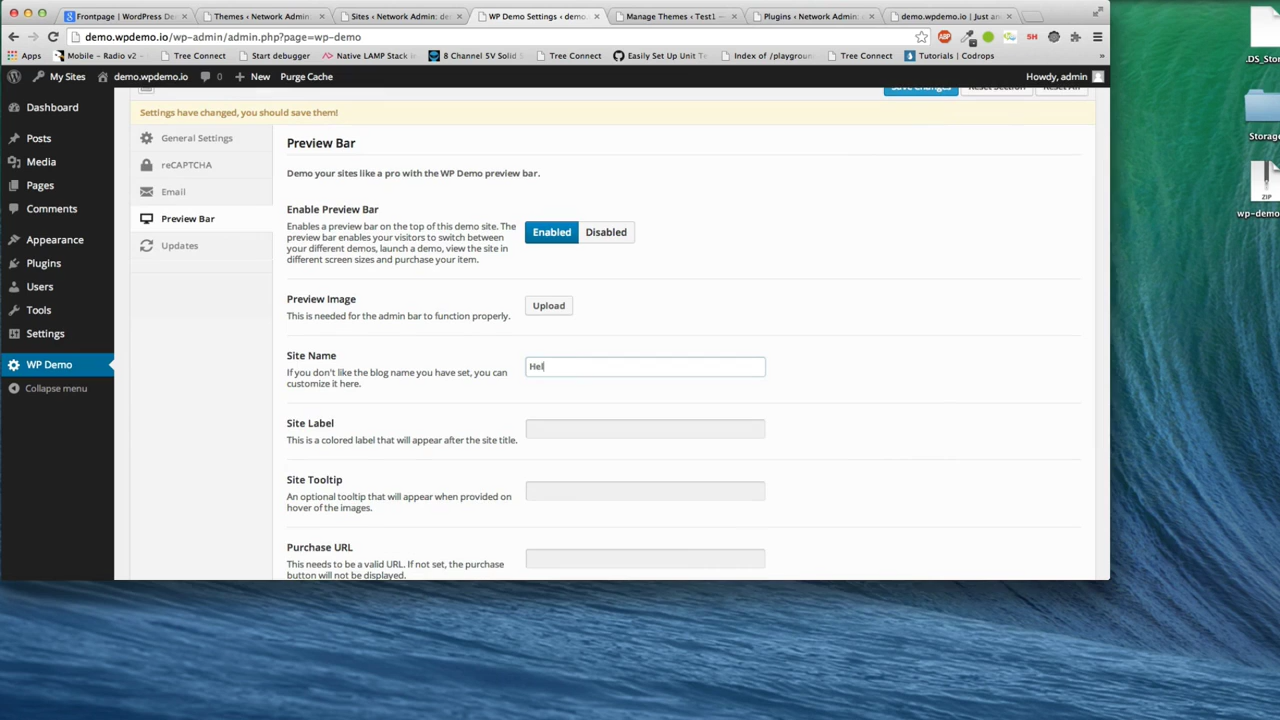 Frontpage | WordPress De
Themes ‹ Network Admin:
Sites ‹ Network Admin: de
WP Demo Settings ‹ demo.
Manage Themes ‹ Test1 —
Plugins ‹ Network Admin: d
demo.wpdemo.io | Just an
demo.wpdemo.io/wp-admin/admin.php?page=wp-demo
Mobile – Radio v2 –
Tree Connect
Start debugger
Native LAMP Stack fo
8 Channel 5V Solid S
Tree Connect
Easily Set Up Unit Te
Index of /playgroun
Tree Connect
Tutorials | Codrops
My Sites
demo.wpdemo.io
0
New
Purge Cache
Howdy, admin
.DS_Stor
Storage
ZIP
wp-demo
Save Changes
Reset Section
Reset All
Settings have changed, you should save them!
Dashboard
Posts
Media
Pages
Comments
Appearance
Plugins
Users
Tools
Settings
WP Demo
Collapse menu
General Settings
reCAPTCHA
Email
Preview Bar
Updates
Preview Bar
Demo your sites like a pro with the WP Demo preview bar.
Enable Preview Bar
Enables a preview bar on the top of this demo site. The
preview bar enables your visitors to switch between
your different demos, launch a demo, view the site in
different screen sizes and purchase your item.
Enabled
Disabled
Preview Image
This is needed for the admin bar to function properly.
Upload
Site Name
If you don't like the blog name you have set, you can
customize it here.
Hel
Site Label
This is a colored label that will appear after the site title.
Site Tooltip
An optional tooltip that will appear when provided on
hover of the images.
Purchase URL
This needs to be a valid URL. If not set, the purchase
button will not be displayed.